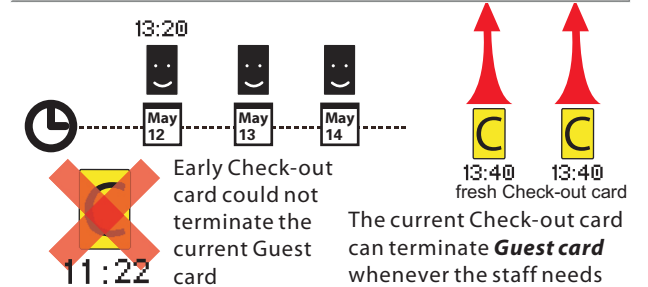 13:20
May
12
May
13
May
14
C
C
13:40
13:40
fresh Check-out card
C
11:22
Early Check-out
card could not
terminate the
current Guest
card
The current Check-out card
can terminate Guest card
whenever the staff needs